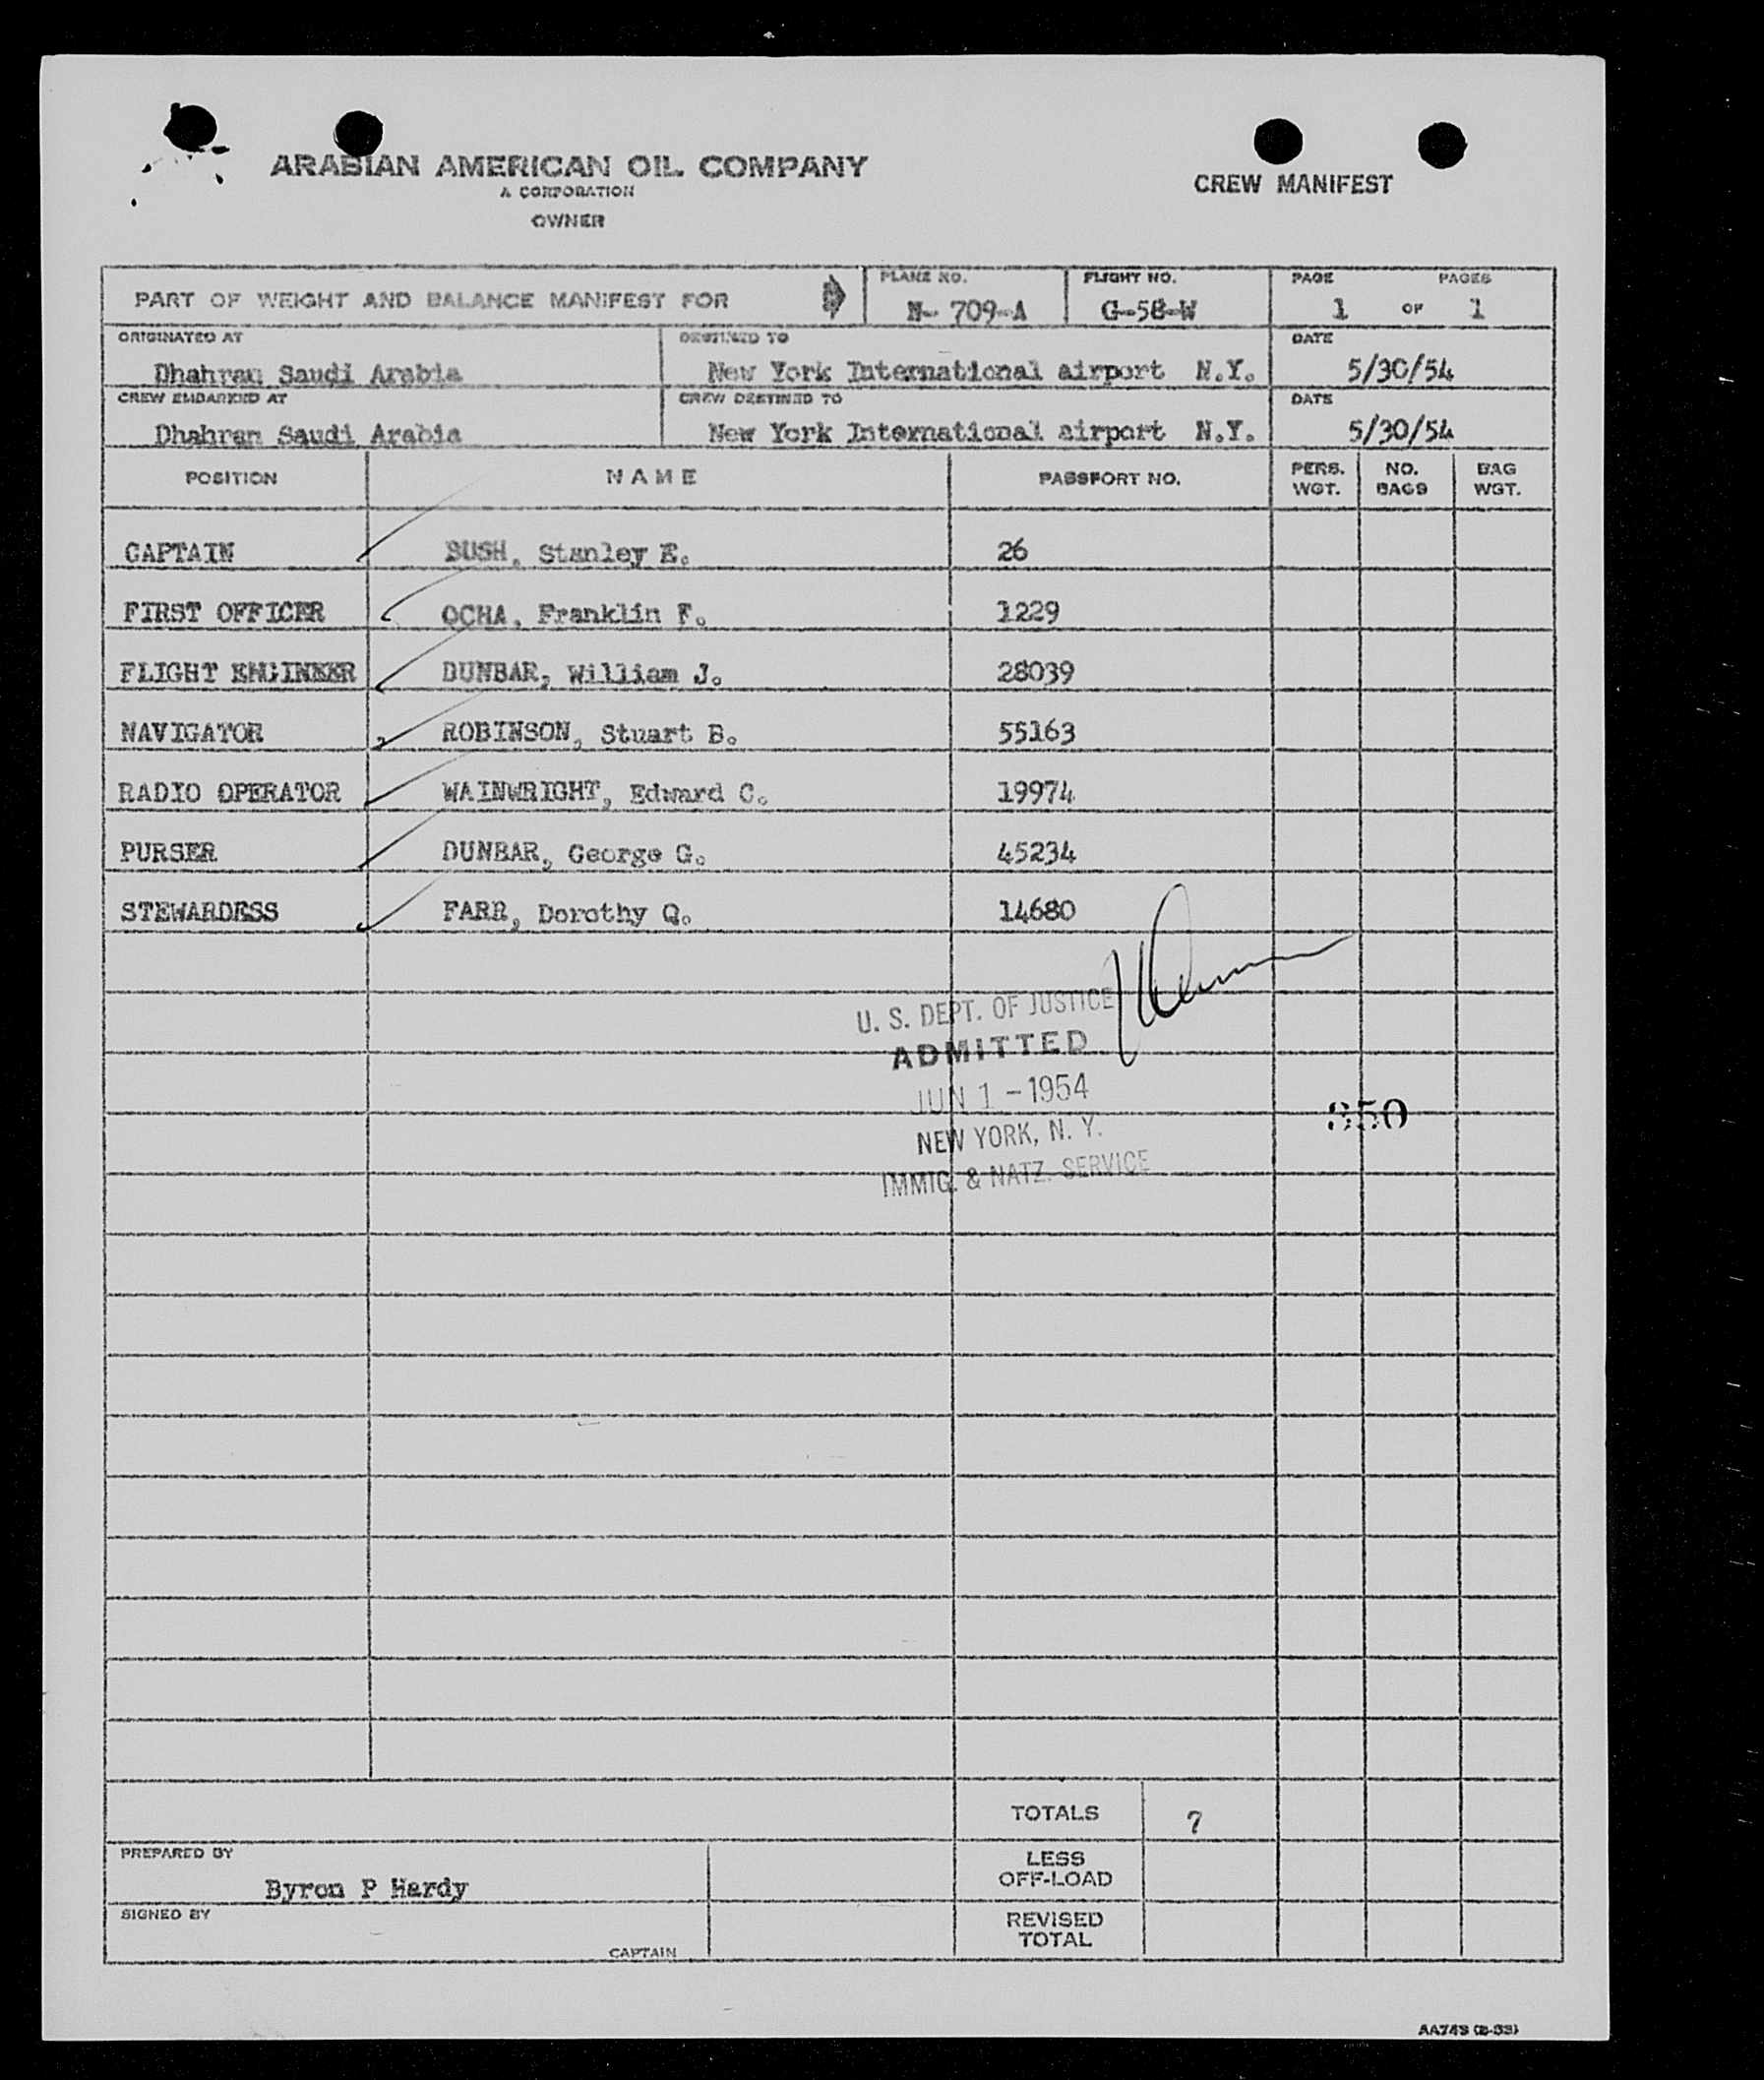 ARABIAN AMERICAN OIL COMPANY
A CORPORATION
OWNER
CREW MANIFEST
PART OF WEIGHT AND BALANCE MANIFEST FOR
PLANE NO.
N- 709-A
FLIGHT NO.
G-58-W
PAGE PAGES
1 OF 1
ORIGINATED AT
Dhahran Saudi Arabia
DESTINED TO
New York International airport N.Y.
DATE
5/30/54
CREW EMBARKED AT
Dhahran Saudi Arabia
CREW DESTINED TO
New York International airport N.Y.
DATE
5/30/54
POSITION NAME PASSPORT NO. PERS. WGT. NO. BAGS BAG WGT.
CAPTAIN BUSH, Stanley E. 26
FIRST OFFICER OCHA, Franklin F. 1229
FLIGHT ENGINEER DUNBAR, William J. 28039
NAVIGATOR ROBINSON, Stuart B. 55163
RADIO OPERATOR WAINWRIGHT, Edward C. 19974
PURSER DUNBAR, George G. 45234
STEWARDESS FARR, Dorothy Q. 14680
U. S. DEPT. OF JUSTICE
ADMITTED
JUN 1 - 1954
NEW YORK, N. Y.
IMMIG. & NATZ. SERVICE
350
TOTALS 7
PREPARED BY
Byron P Hardy
LESS
OFF-LOAD
SIGNED BY
CAPTAIN
REVISED
TOTAL